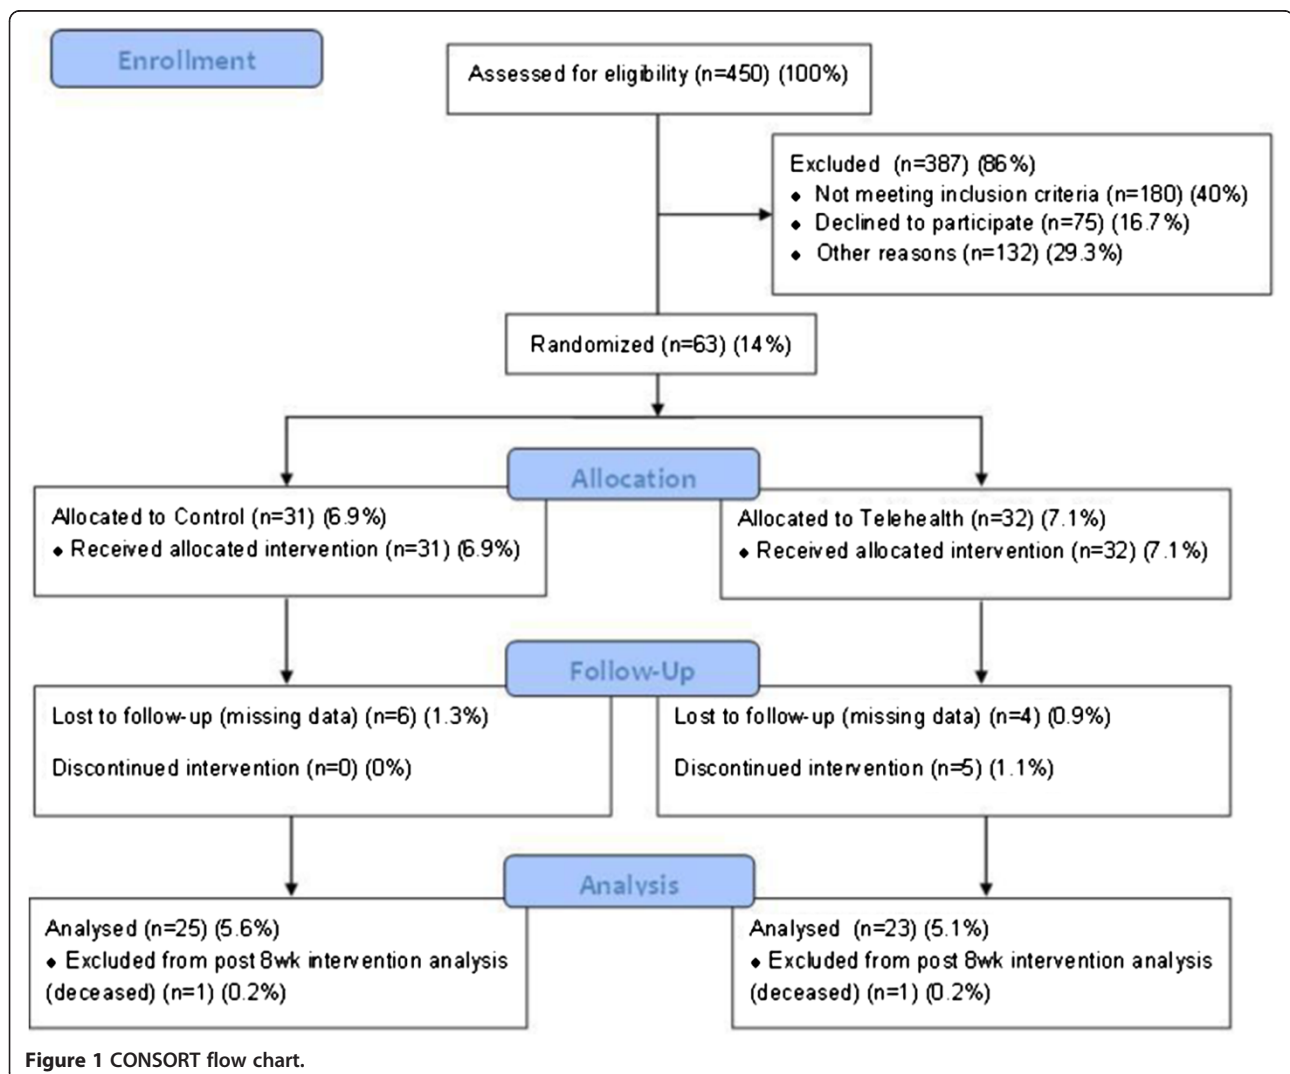 Enrollment
Assessed for eligibility (n=450) (100%)
Excluded (n=387) (86%)
♦ Not meeting inclusion criteria (n=180) (40%)
♦ Declined to participate (n=75) (16.7%)
♦ Other reasons (n=132) (29.3%)
Randomized (n=63) (14%)
Allocation
Allocated to Control (n=31) (6.9%)
♦ Received allocated intervention (n=31) (6.9%)
Allocated to Telehealth (n=32) (7.1%)
♦ Received allocated intervention (n=32) (7.1%)
Follow-Up
Lost to follow-up (missing data) (n=6) (1.3%)
Discontinued intervention (n=0) (0%)
Lost to follow-up (missing data) (n=4) (0.9%)
Discontinued intervention (n=5) (1.1%)
Analysis
Analysed (n=25) (5.6%)
♦ Excluded from post 8wk intervention analysis
(deceased) (n=1) (0.2%)
Analysed (n=23) (5.1%)
♦ Excluded from post 8wk intervention analysis
(deceased) (n=1) (0.2%)
Figure 1 CONSORT flow chart.